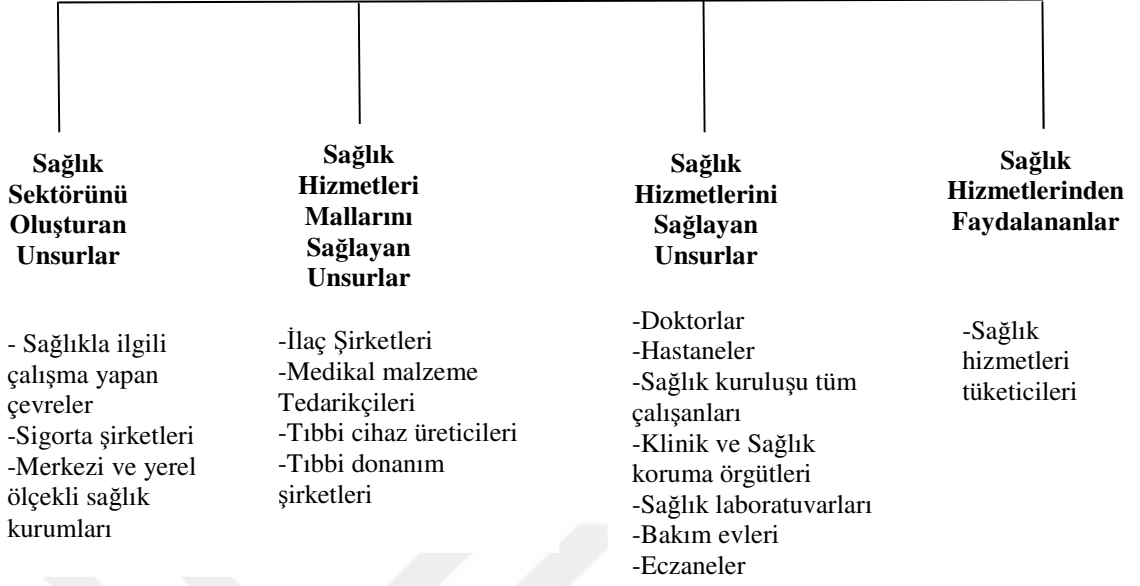 Sağlık
Sektörünü
Oluşturan
Unsurlar
- Sağlıkla ilgili
çalışma yapan
çevreler
-Sigorta şirketleri
-Merkezi ve yerel
ölçekli sağlık
kurumları
Sağlık
Hizmetleri
Mallarını
Sağlayan
Unsurlar
-İlaç Şirketleri
-Medikal malzeme
Tedarikçileri
-Tıbbi cihaz üreticileri
-Tıbbi donanım
şirketleri
Sağlık
Hizmetlerini
Sağlayan
Unsurlar
-Doktorlar
-Hastaneler
-Sağlık kuruluşu tüm
çalışanları
-Klinik ve Sağlık
koruma örgütleri
-Sağlık laboratuvarları
-Bakım evleri
-Eczaneler
Sağlık
Hizmetlerinden
Faydalananlar
-Sağlık
hizmetleri
tüketicileri